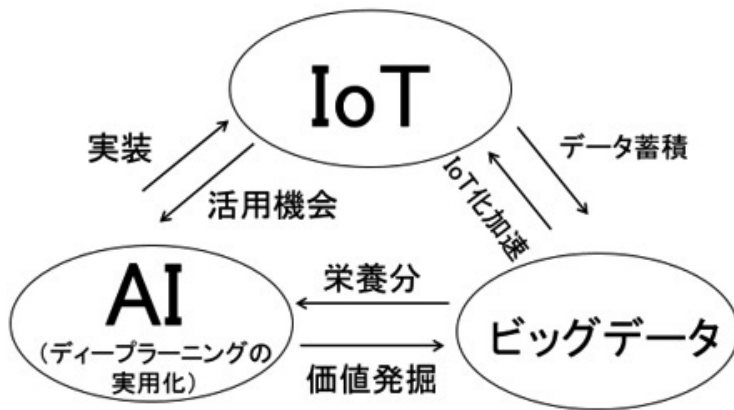 IoT
実装
データ蓄積
活用機会
IoT化加速
AI
(ディープラーニングの
実用化)
栄養分
ビッグデータ
価値発掘